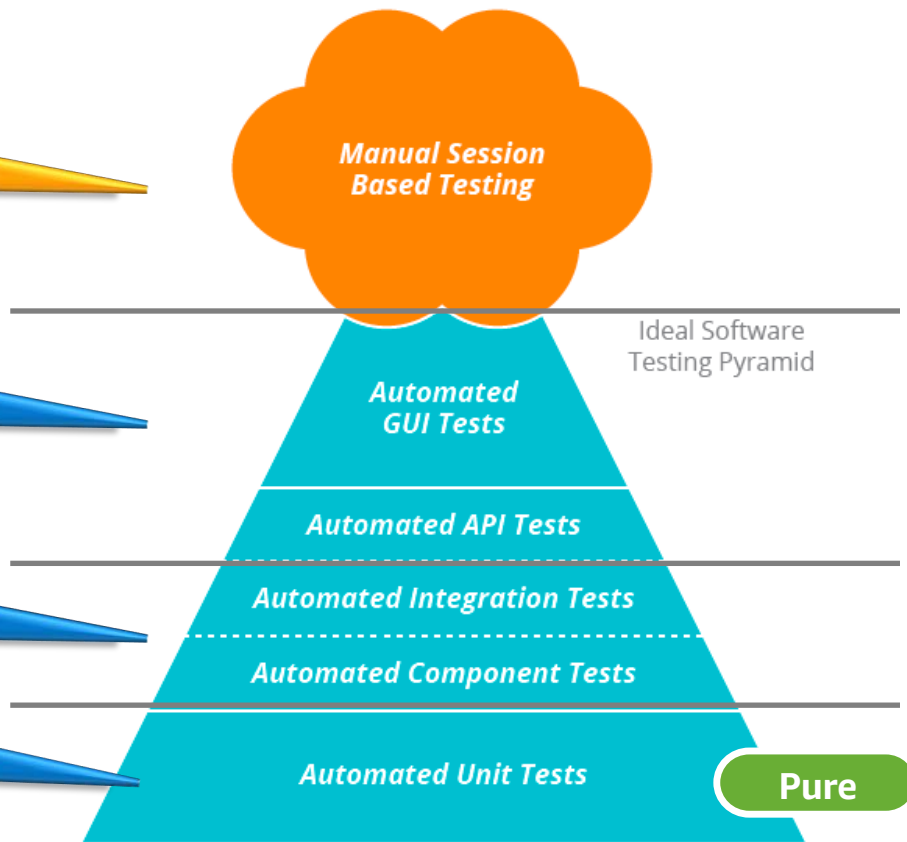 Manual Session
Based Testing
Ideal Software
Testing Pyramid
Automated
GUI Tests
Automated API Tests
Automated Integration Tests
Automated Component Tests
Automated Unit Tests
Pure